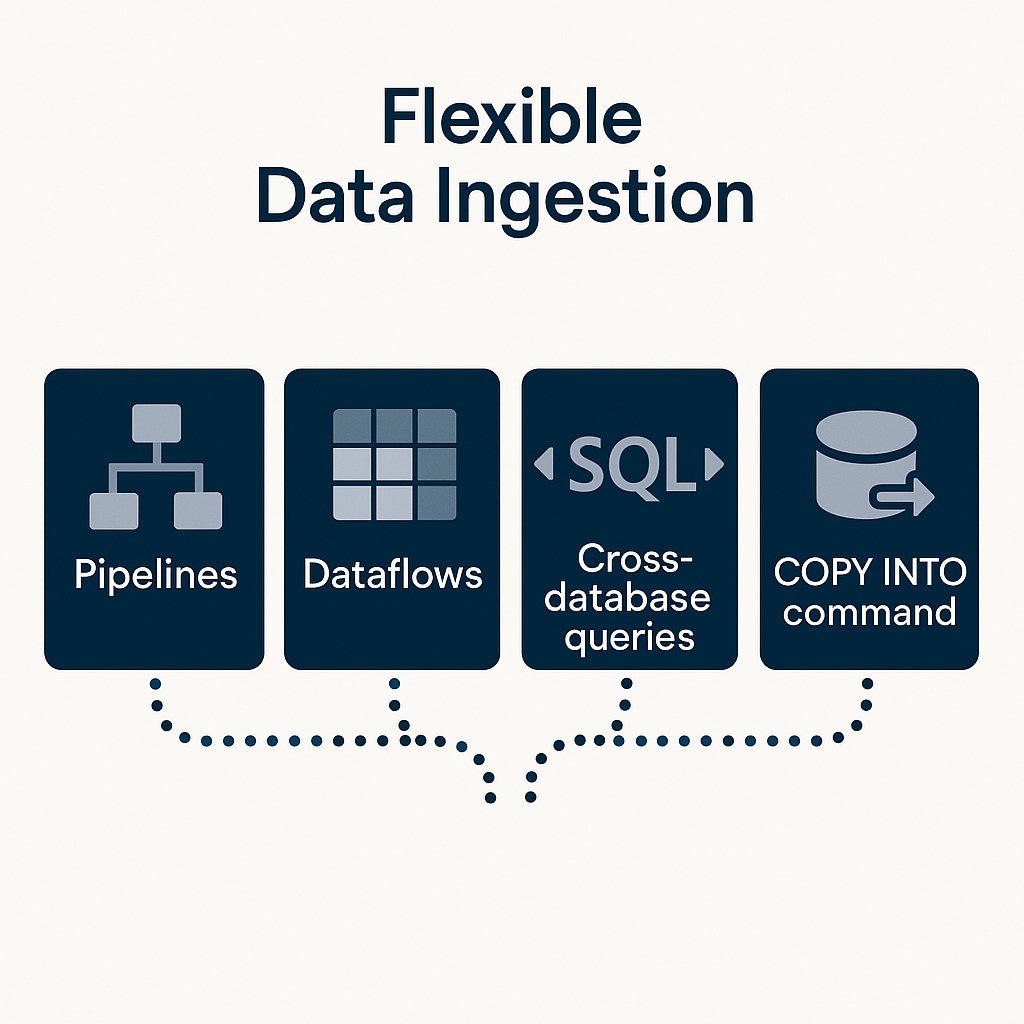 Flexible
Data Ingestion
Pipelines
Dataflows
SQL
Cross-
database
queries
COPY INTO
command